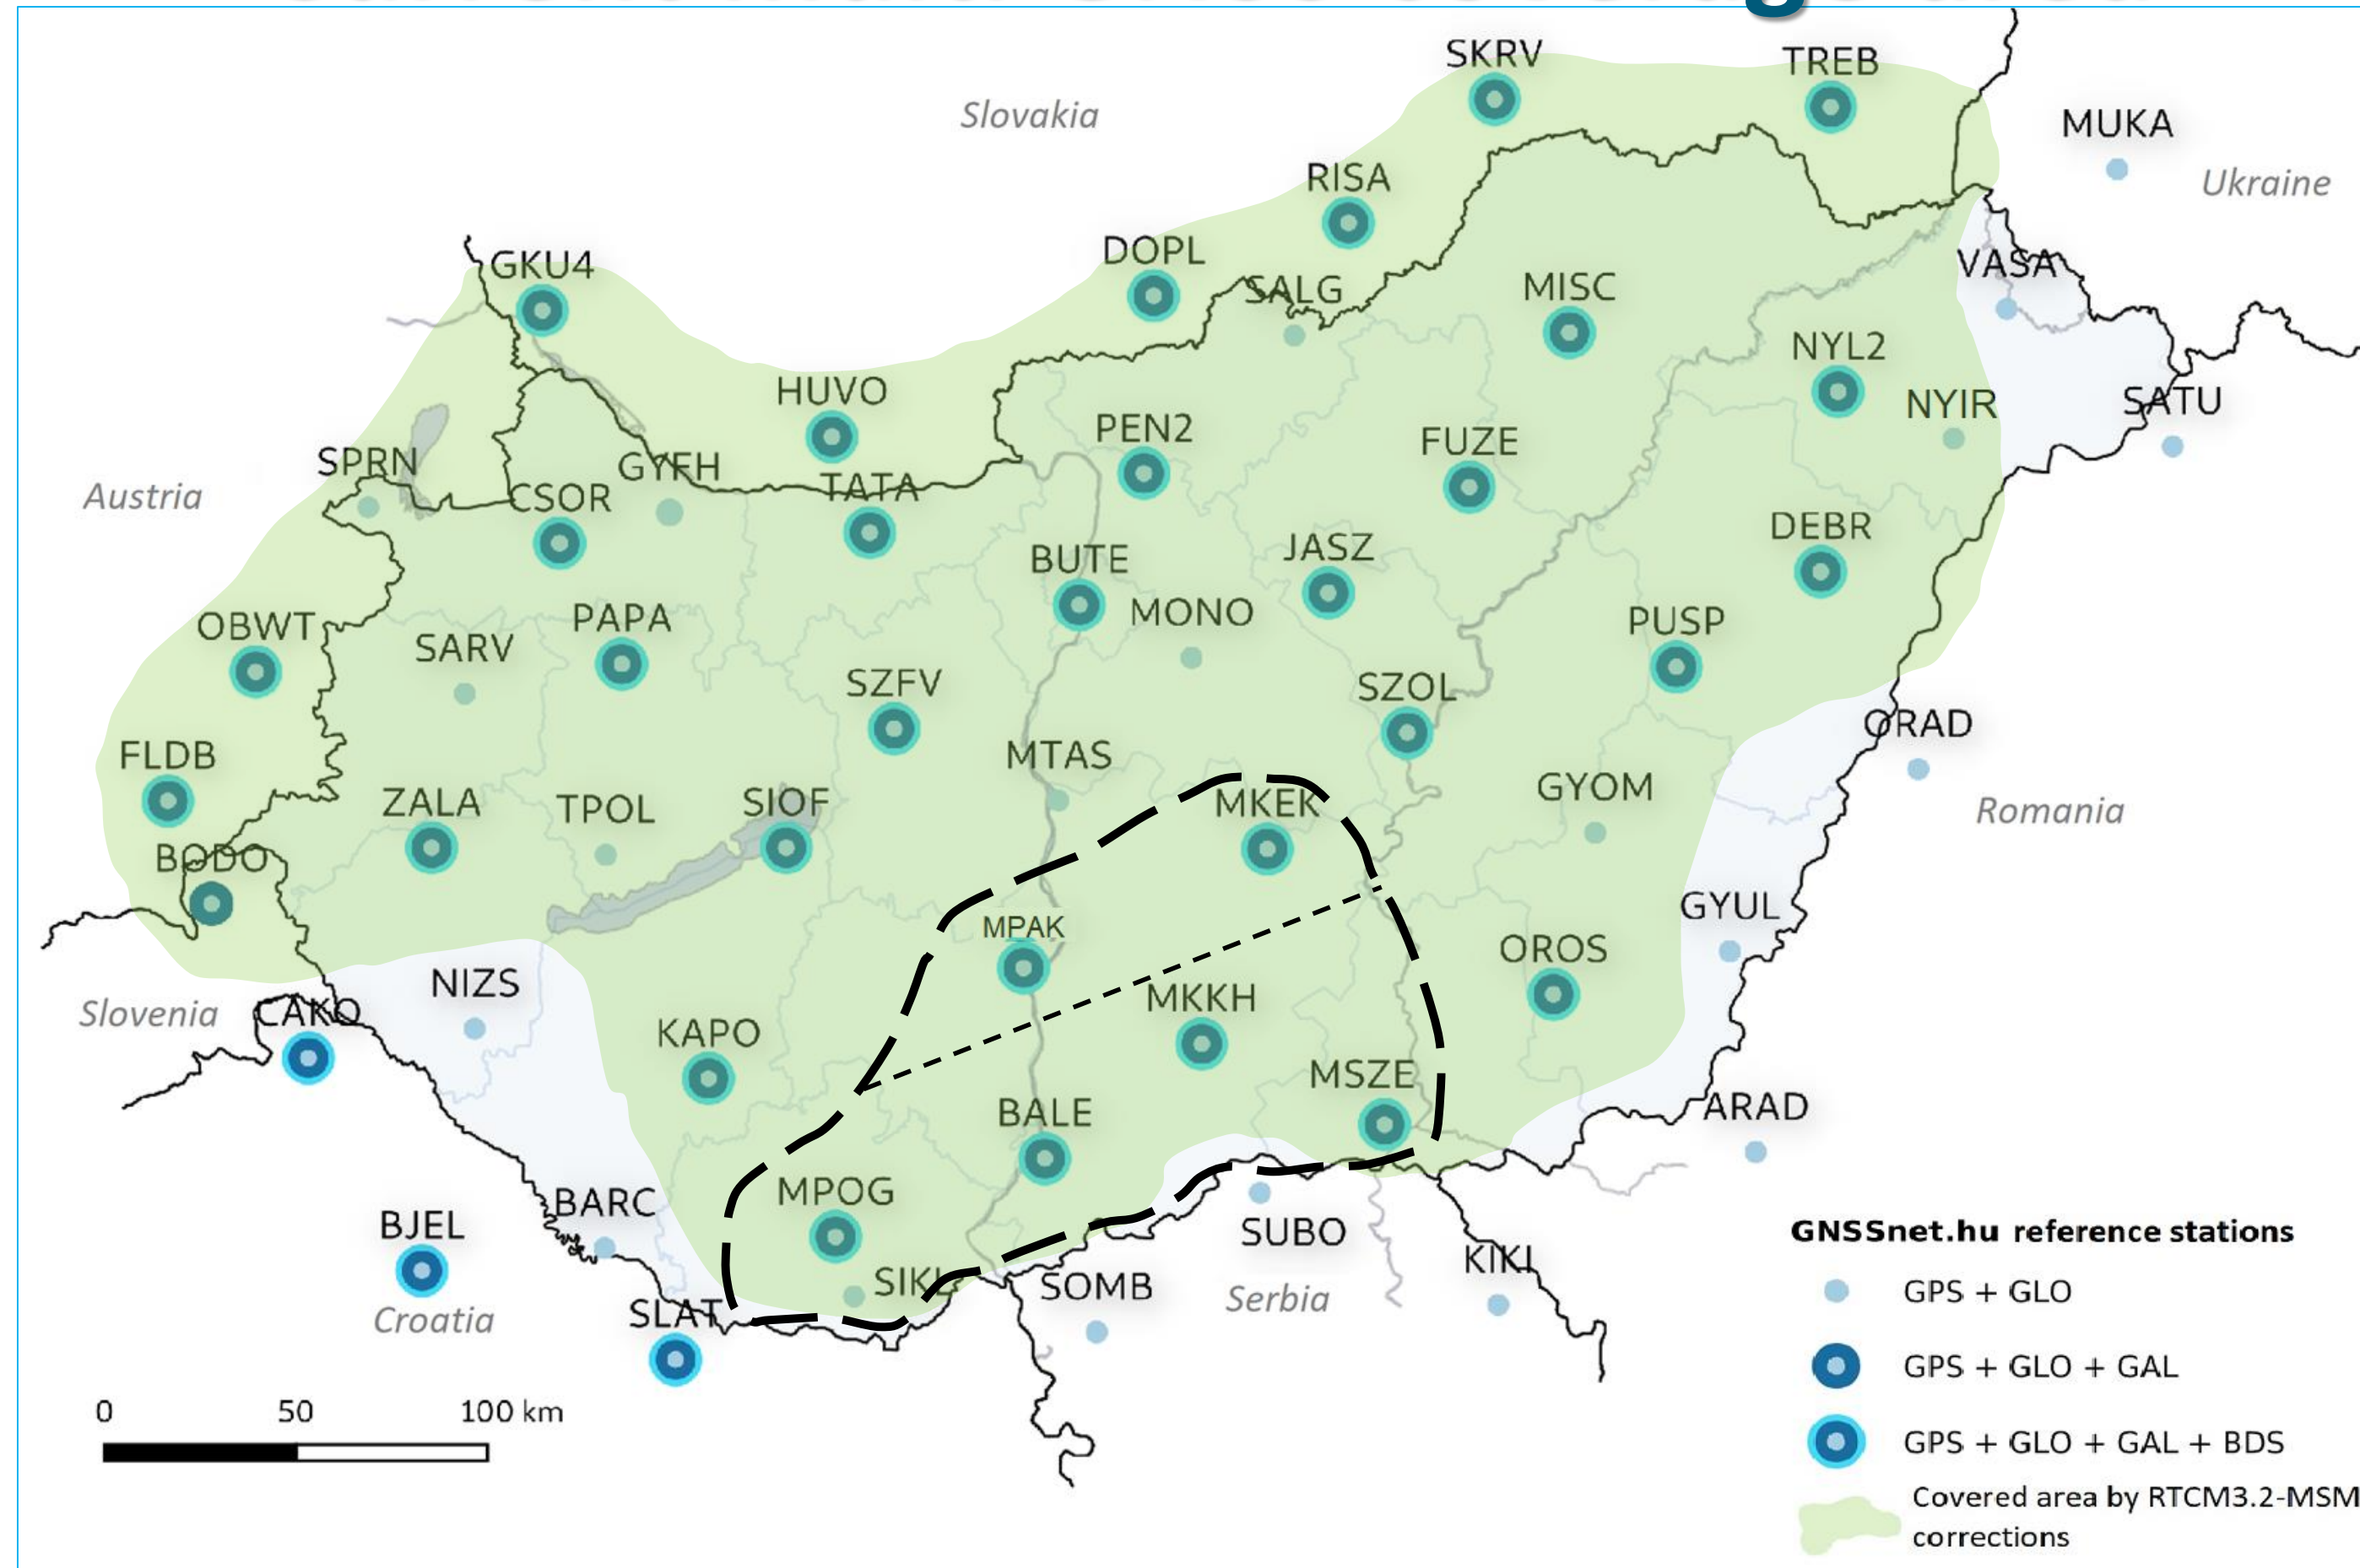 SKRV
TREB
Slovakia
MUKA
RISA
Ukraine
DOPL
GKU4
VASA
SALG
MISC
NYL2
HUVO
NYIR
SATU
PEN2
FUZE
SPRN
GYFH
Austria
CSOR
TATA
DEBR
JASZ
BUTE
MONO
PAPA
OBWT
SARV
PUSP
SZFV
SZOL
ORAD
FLDB
MTAS
GYOM
ZALA
TPOL
SIOF
MKEK
Romania
BODO
GYUL
MPAK
OROS
NIZS
MKKH
Slovenia
CAKO
KAPO
MSZE
BALE
ARAD
MPOG
BARC
BJEL
SUBO
KIKI
SIKL
SOMB
Serbia
SLAT
Croatia
0 50 100 km
GNSSnet.hu reference stations
GPS + GLO
GPS + GLO + GAL
GPS + GLO + GAL + BDS
Covered area by RTCM3.2-MSM
corrections